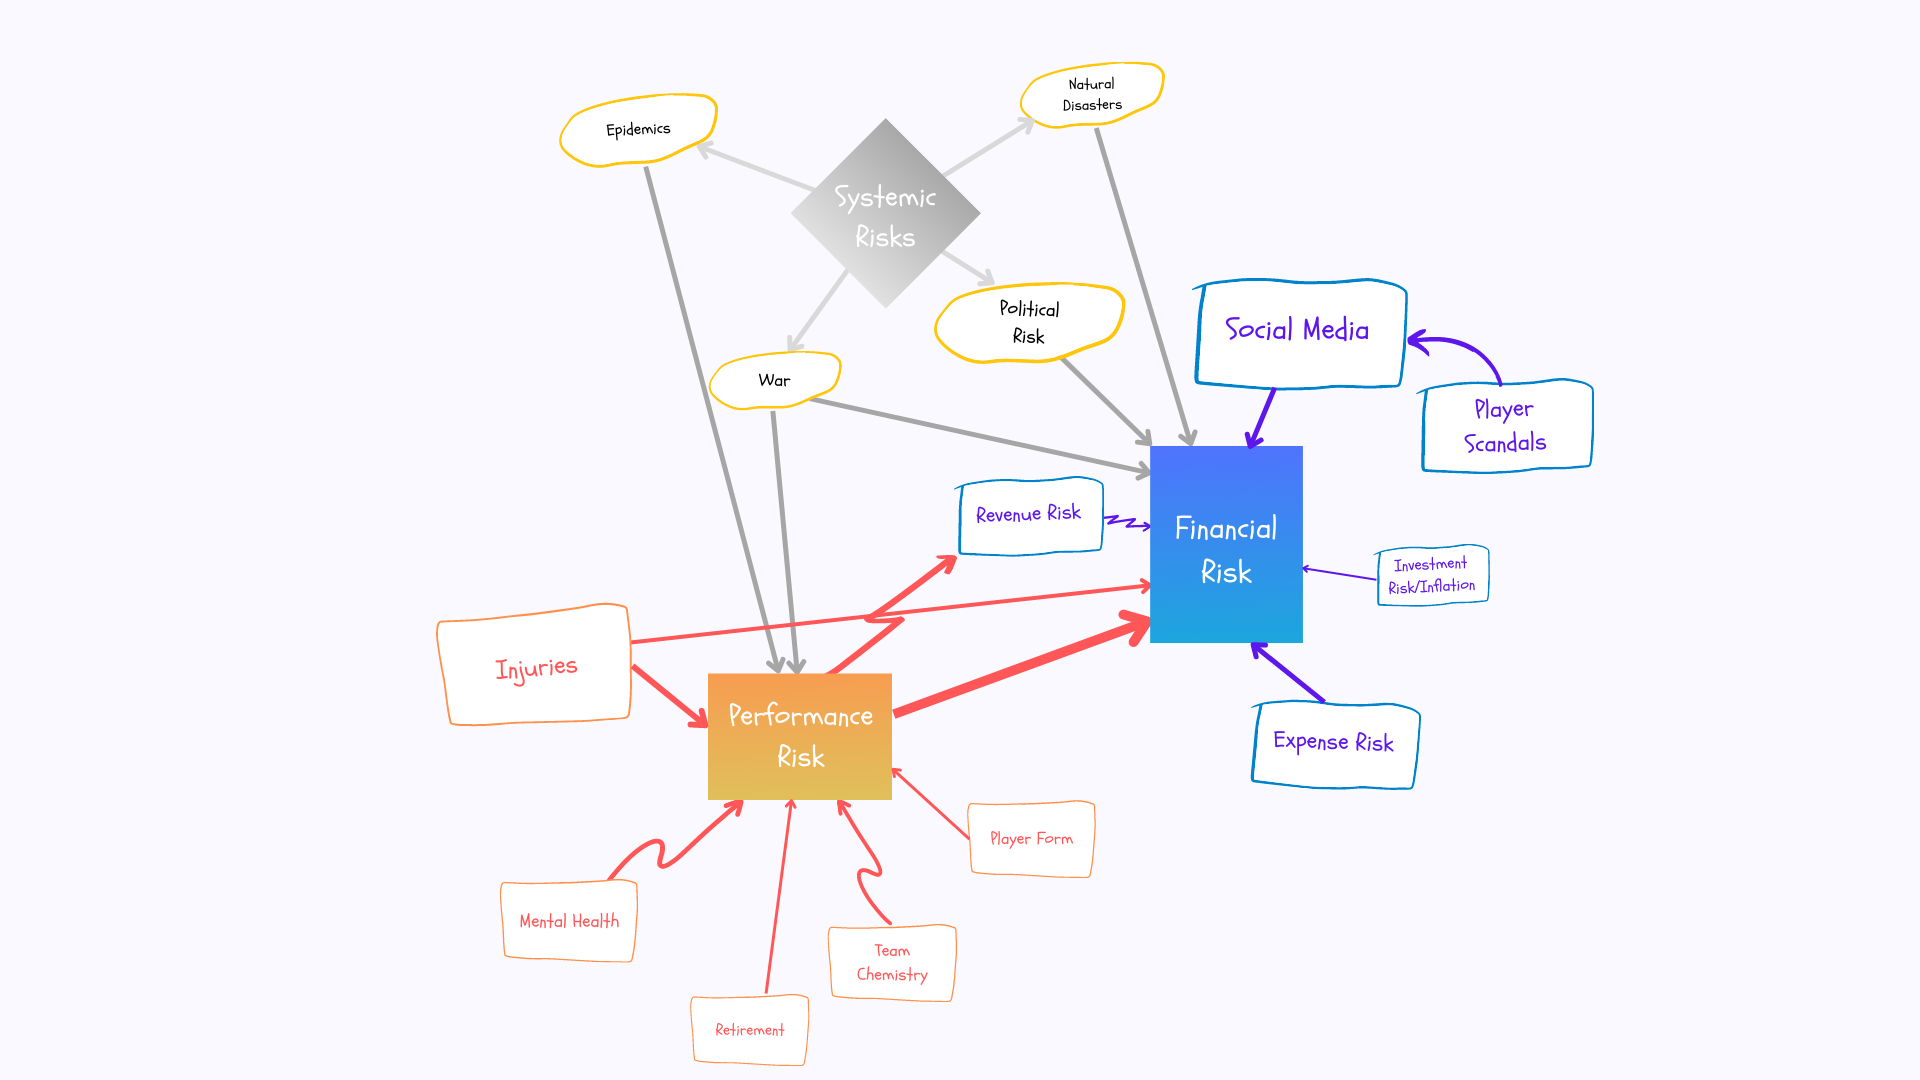 Natural
Disasters
Epidemics
Systemic
Risks
Political
Risk
Social Media
War
Player
Scandals
Revenue Risk
Financial
Risk
Investment
Risk/Inflation
Injuries
Performance
Risk
Expense Risk
Player Form
Mental Health
Team
Chemistry
Retirement